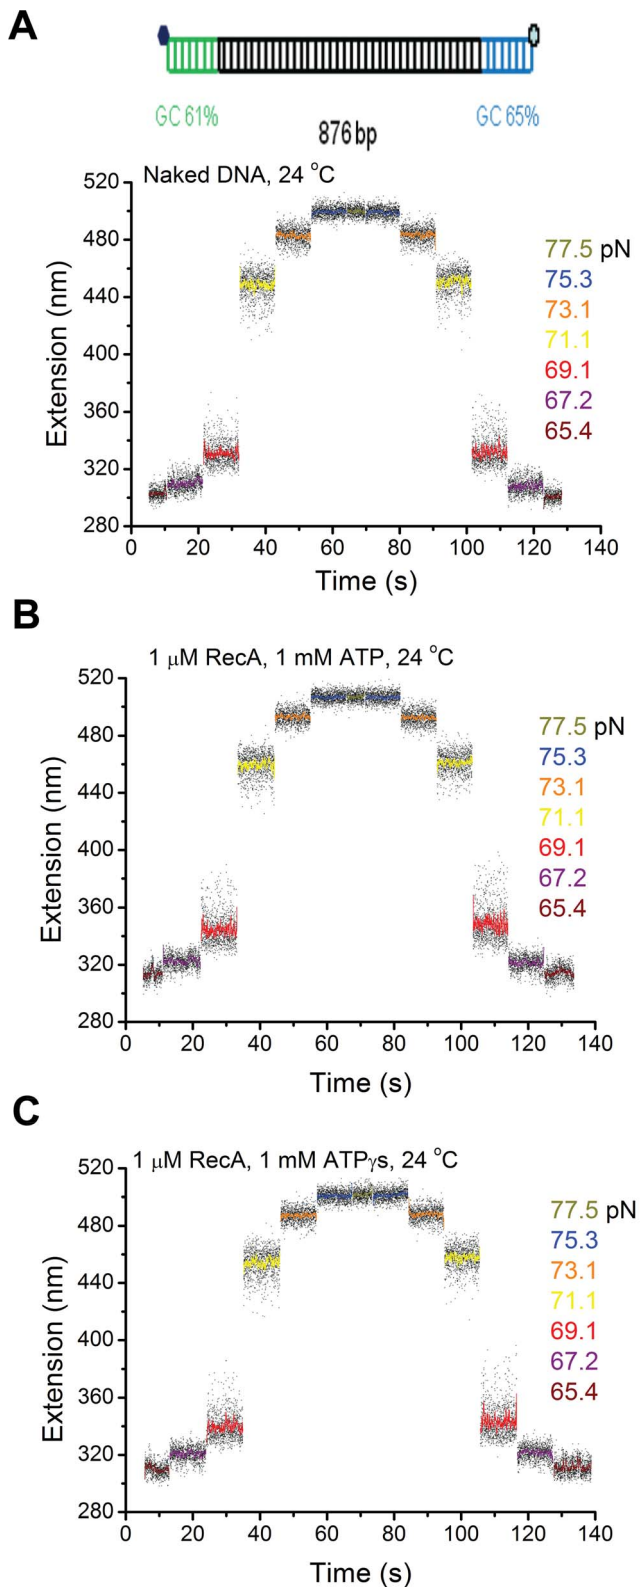 A
GC 61%
876 bp
GC 65%
Naked DNA, 24 °C
520
480
440
400
360
320
280
Extension (nm)
77.5 pN
75.3
73.1
71.1
69.1
67.2
65.4
0 20 40 60 80 100 120 140
Time (s)
B
1 μM RecA, 1 mM ATP, 24 °C
520
480
440
400
360
320
280
Extension (nm)
77.5 pN
75.3
73.1
71.1
69.1
67.2
65.4
0 20 40 60 80 100 120 140
Time (s)
C
1 μM RecA, 1 mM ATPγs, 24 °C
520
480
440
400
360
320
280
Extension (nm)
77.5 pN
75.3
73.1
71.1
69.1
67.2
65.4
0 20 40 60 80 100 120 140
Time (s)